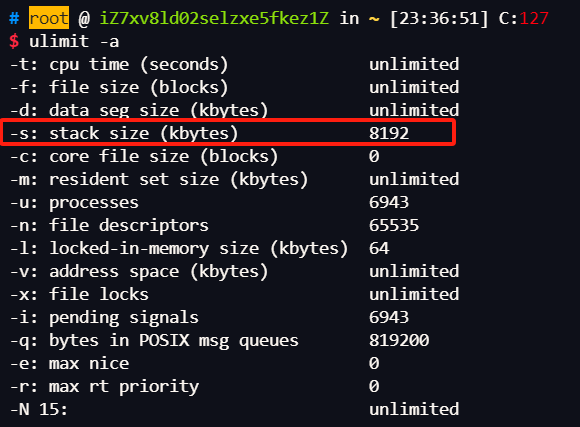 # root @ iZ7xv8ld02selzxe5fkez1Z in ~ [23:36:51] C:127
$ ulimit -a
-t: cpu time (seconds)              unlimited
-f: file size (blocks)              unlimited
-d: data seg size (kbytes)          unlimited
-s: stack size (kbytes)             8192
-c: core file size (blocks)         0
-m: resident set size (kbytes)      unlimited
-u: processes                       6943
-n: file descriptors                65535
-l: locked-in-memory size (kbytes)  64
-v: address space (kbytes)          unlimited
-x: file locks                      unlimited
-i: pending signals                 6943
-q: bytes in POSIX msg queues       819200
-e: max nice                        0
-r: max rt priority                 0
-N 15:                              unlimited